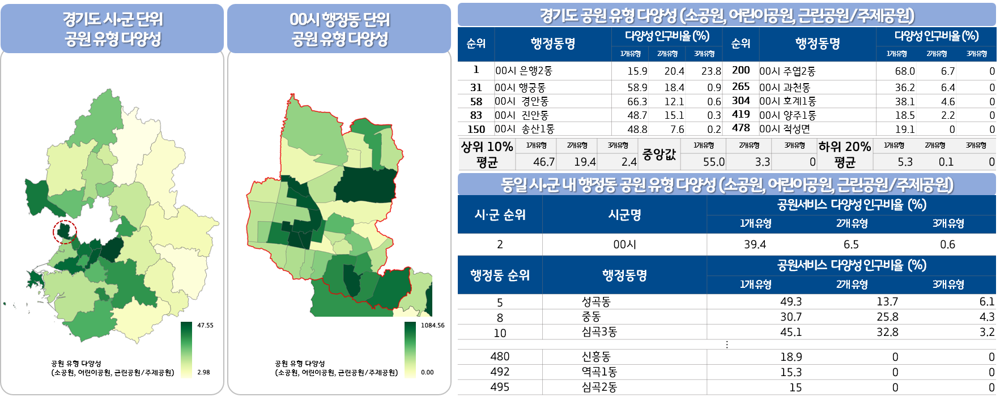 경기도 시·군 단위
공원 유형 다양성
47.55
공원 유형 다양성
(소공원, 어린이공원, 근린공원/주제공원)
2.98
00시 행정동 단위
공원 유형 다양성
1084.56
공원 유형 다양성
(소공원, 어린이공원, 근린공원/주제공원)
0.00
경기도 공원 유형 다양성 (소공원, 어린이공원, 근린공원/주제공원)
순위 행정동명 다양성 인구비율 (%) 순위 행정동명 다양성 인구비율 (%)
1개유형 2개유형 3개유형 1개유형 2개유형 3개유형
1 00시 은행2동 15.9 20.4 23.8 200 00시 주엽2동 68.0 6.7 0
31 00시 행궁동 58.9 18.4 0.9 265 00시 과천동 36.2 6.4 0
58 00시 경안동 66.3 12.1 0.6 304 00시 호계1동 38.1 4.6 0
83 00시 진안동 48.7 15.1 0.3 419 00시 양주1동 18.5 2.2 0
150 00시 송산1동 48.8 7.6 0.2 478 00시 적성면 19.1 0 0
상위 10% 평균 1개유형 2개유형 3개유형 중앙값 1개유형 2개유형 3개유형 하위 20% 평균 1개유형 2개유형 3개유형
46.7 19.4 2.4 55.0 3.3 0 5.3 0.1 0
동일 시·군 내 행정동 공원 유형 다양성 (소공원, 어린이공원, 근린공원/주제공원)
시·군 순위 시군명 공원서비스 다양성 인구비율 (%)
1개유형 2개유형 3개유형
2 00시 39.4 6.5 0.6
행정동 순위 행정동명 공원서비스 다양성 인구비율 (%)
1개유형 2개유형 3개유형
5 성곡동 49.3 13.7 6.1
8 중동 30.7 25.8 4.3
10 심곡3동 45.1 32.8 3.2
⋮
480 신흥동 18.9 0 0
492 역곡1동 15.3 0 0
495 심곡2동 15 0 0